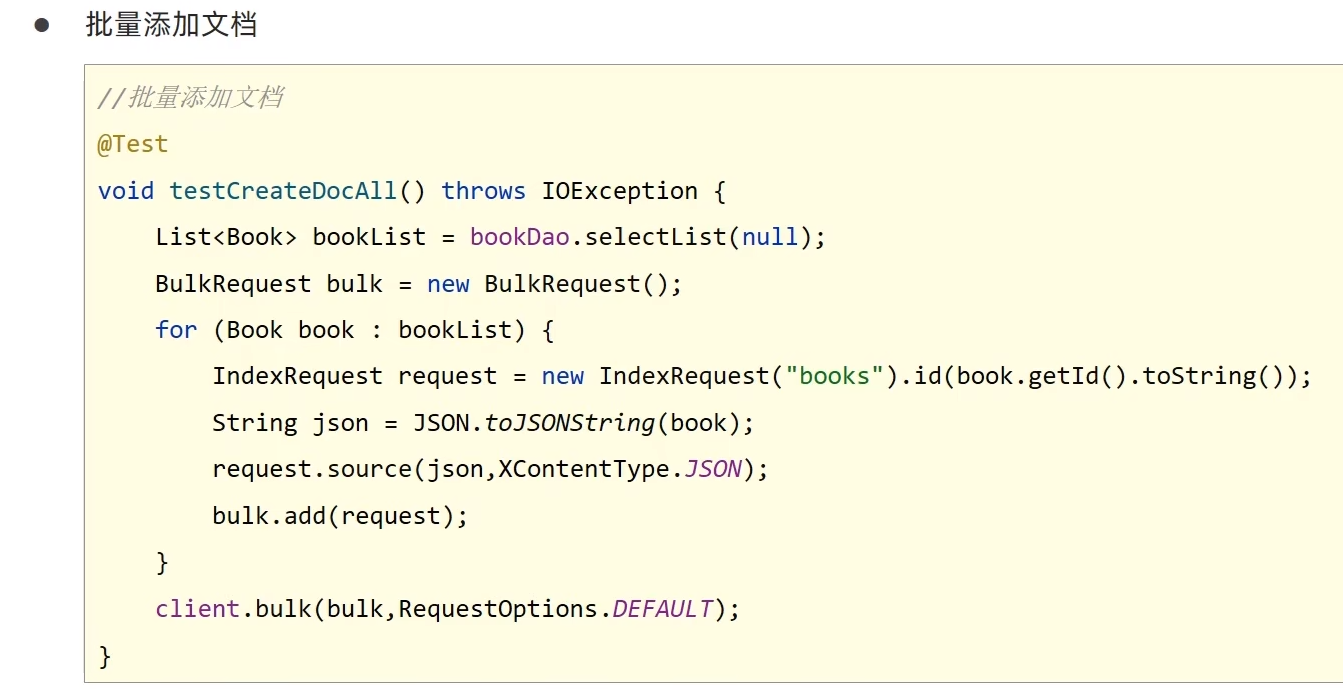 ● 批量添加文档
//批量添加文档
@Test
void testCreateDocAll() throws IOException {
    List<Book> bookList = bookDao.selectList(null);
    BulkRequest bulk = new BulkRequest();
    for (Book book : bookList) {
        IndexRequest request = new IndexRequest("books").id(book.getId().toString());
        String json = JSON.toJSONString(book);
        request.source(json,XContentType.JSON);
        bulk.add(request);
    }
    client.bulk(bulk,RequestOptions.DEFAULT);
}